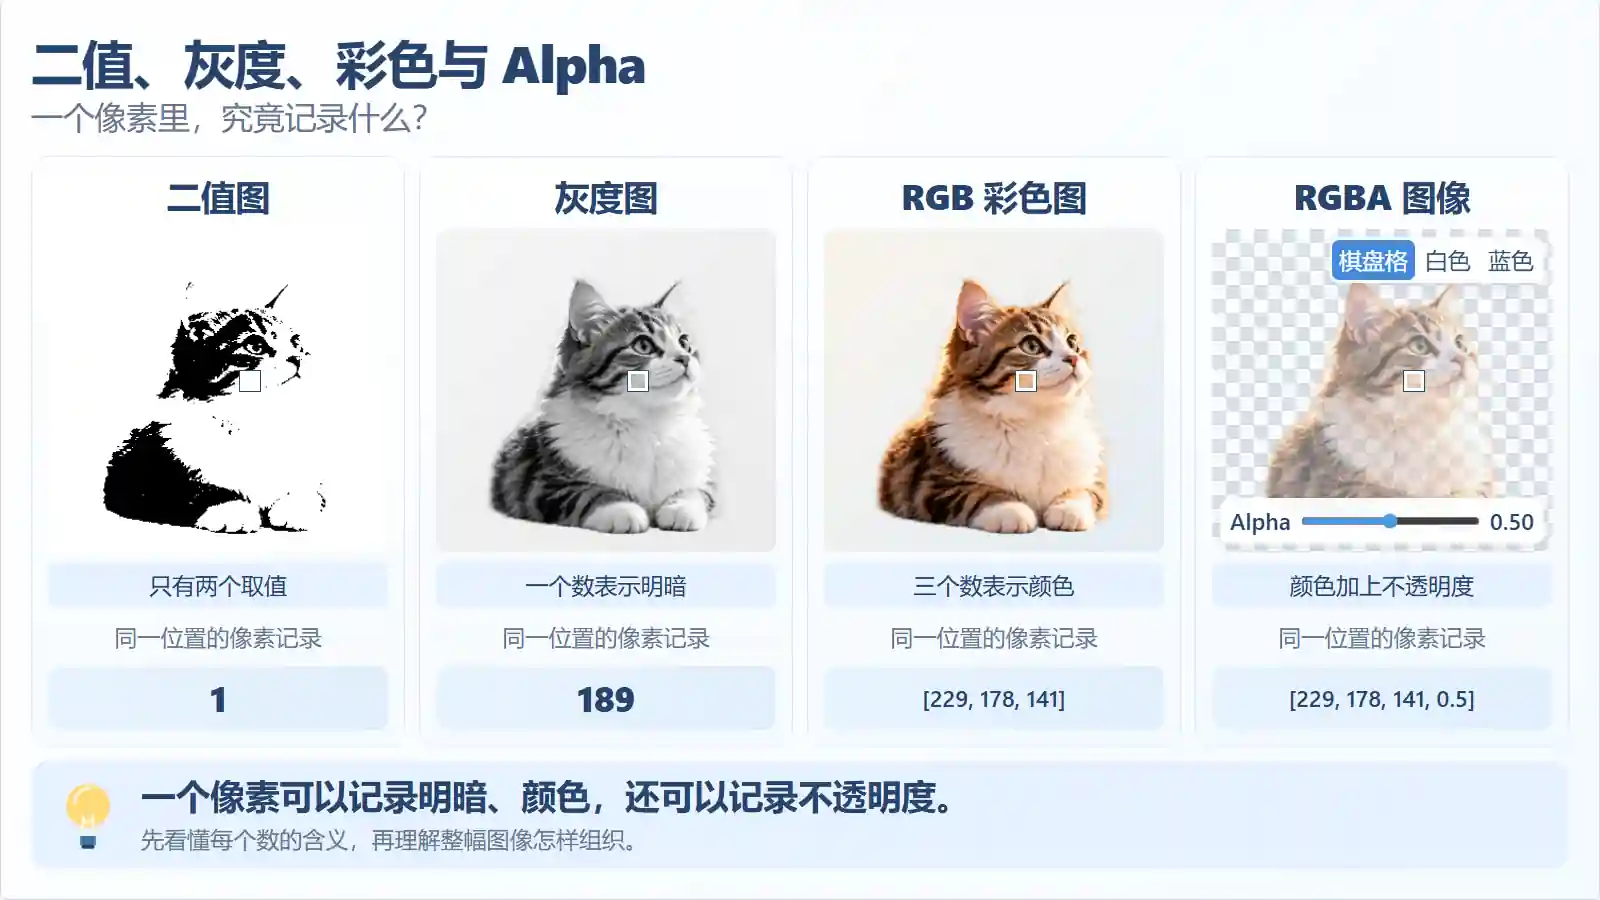 二值、灰度、彩色与 Alpha
一个像素里，究竟记录什么？
二值图
只有两个取值
同一位置的像素记录
1
灰度图
一个数表示明暗
同一位置的像素记录
189
RGB 彩色图
三个数表示颜色
同一位置的像素记录
[229, 178, 141]
RGBA 图像
棋盘格 白色 蓝色
Alpha 0.50
颜色加上不透明度
同一位置的像素记录
[229, 178, 141, 0.5]
一个像素可以记录明暗、颜色，还可以记录不透明度。
先看懂每个数的含义，再理解整幅图像怎样组织。